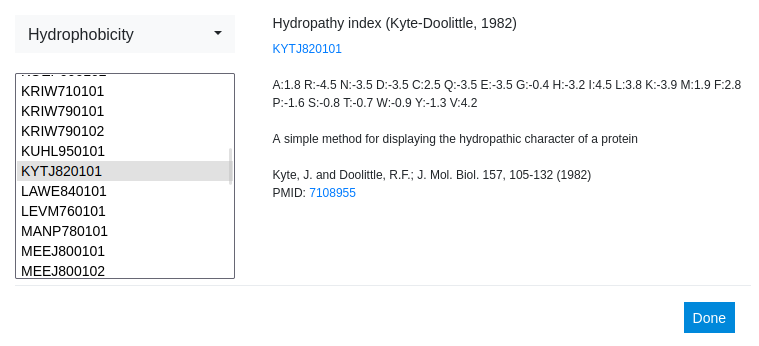 Hydrophobicity
KRIW710101
KRIW790101
KRIW790102
KUHL950101
KYTJ820101
LAWE840101
LEVM760101
MANP780101
MEEJ800101
MEEJ800102
Hydropathy index (Kyte-Doolittle, 1982)
KYTJ820101
A:1.8 R:-4.5 N:-3.5 D:-3.5 C:2.5 Q:-3.5 E:-3.5 G:-0.4 H:-3.2 I:4.5 L:3.8 K:-3.9 M:1.9 F:2.8
P:-1.6 S:-0.8 T:-0.7 W:-0.9 Y:-1.3 V:4.2
A simple method for displaying the hydropathic character of a protein
Kyte, J. and Doolittle, R.F.; J. Mol. Biol. 157, 105-132 (1982)
PMID: 7108955
Done